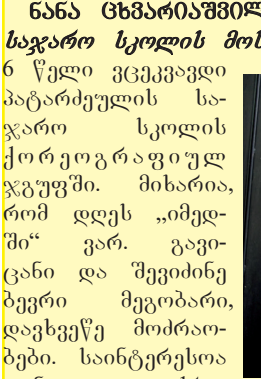 ნანა ცხვარიაშვილ
საჯარო სკოლის მოს
6 წელი ვცეკვავდი
პატარძეულის სა-
ჯარო სკოლის
ქორეოგრაფიულ
ჯგუფში. მიხარია,
რომ დღეს „იმედ-
ში“ ვარ. გავი-
ცანი და შევიძინე
ბევრი მეგობარი,
დავხვეწე მოძრაო-
ბები. საინტერესოა